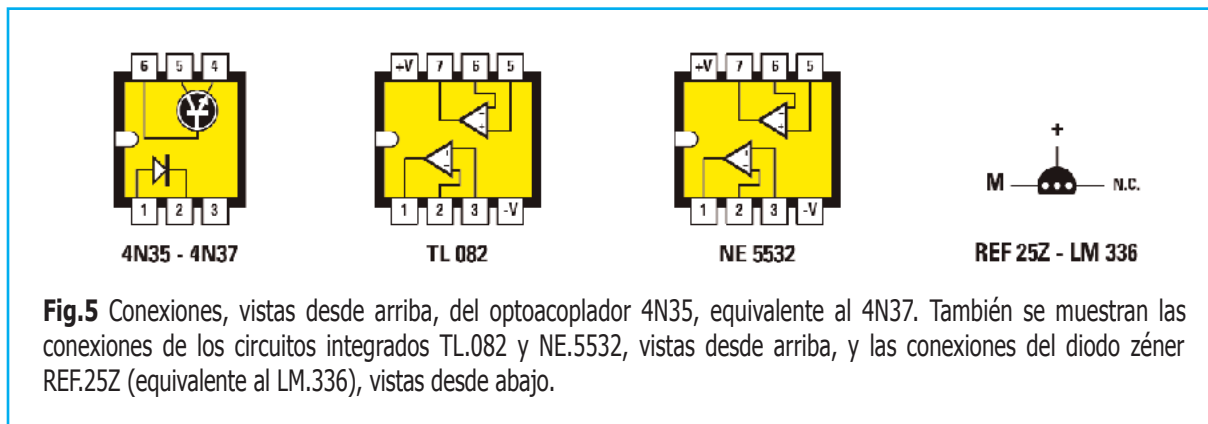 6 5 4 +V 7 6 5 +V 7 6 5
+
M N.C.
1 2 3 1 2 3 -V 1 2 3 -V
4N35 - 4N37 TL 082 NE 5532 REF 25Z - LM 336
Fig.5 Conexiones, vistas desde arriba, del optoacoplador 4N35, equivalente al 4N37. También se muestran las
conexiones de los circuitos integrados TL.082 y NE.5532, vistas desde arriba, y las conexiones del diodo zéner
REF.25Z (equivalente al LM.336), vistas desde abajo.